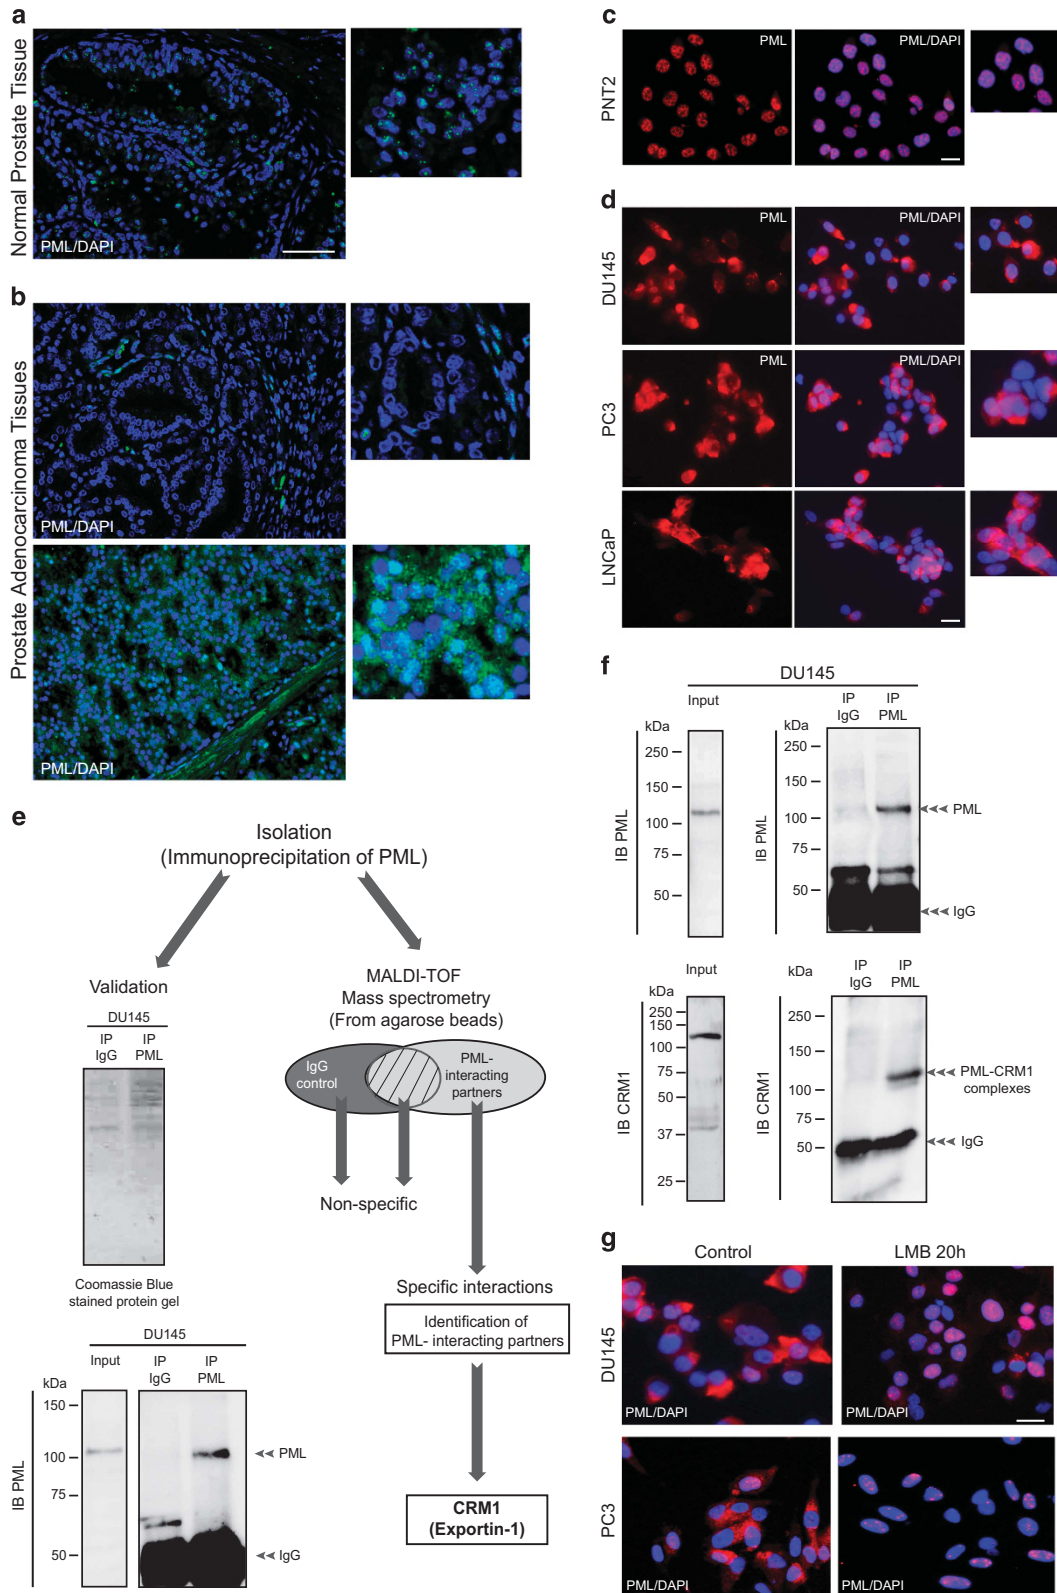 a
Normal Prostate Tissue
PML/DAPI
b
Prostate Adenocarcinoma Tissues
PML/DAPI
PML/DAPI
c
PNT2
PML
PML/DAPI
d
DU145
PML
PML/DAPI
PC3
PML
PML/DAPI
LNCaP
e
Isolation
(Immunoprecipitation of PML)
Validation
DU145
IP
IgG
IP
PML
Coomassie Blue
stained protein gel
MALDI-TOF
Mass spectrometry
(From agarose beads)
IgG
control
PML-
interacting
partners
Non-specific
Specific interactions
Identification of
PML- interacting partners
CRM1
(Exportin-1)
DU145
Input
IP
IgG
IP
PML
kDa
150
100
75
50
IB PML
PML
IgG
f
DU145
Input
IP
IgG
IP
PML
kDa
250
150
100
75
50
IB PML
kDa
250
150
100
75
50
IB PML
PML
IgG
Input
kDa
250
150
100
75
50
37
25
IB CRM1
IP
IgG
IP
PML
kDa
250
150
100
75
50
IB CRM1
PML-CRM1
complexes
IgG
g
Control
LMB 20h
DU145
PML/DAPI
PML/DAPI
PC3
PML/DAPI
PML/DAPI